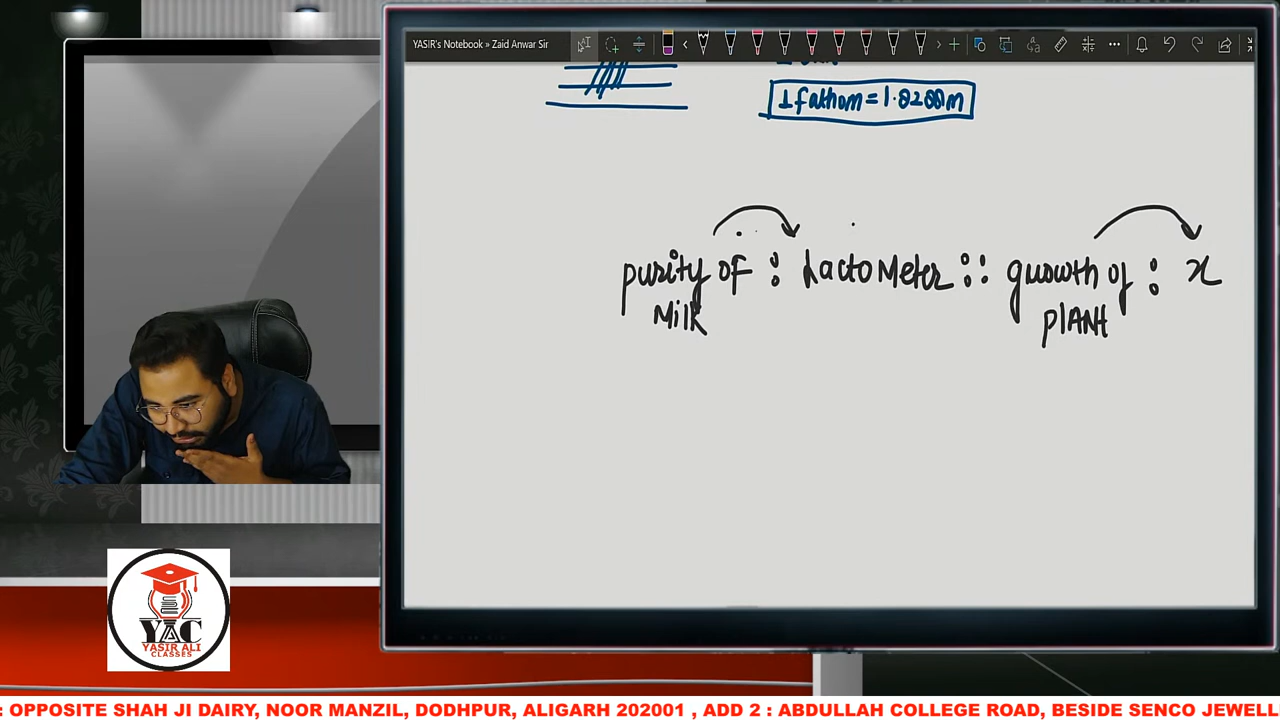 YASIR's Notebook » Zaid Anwar Sir
1 fathom = 1.8288m
purity of : LactoMeter :: growth of : x
Milk
PlANt
YAC
YASIR ALI
CLASSES
: OPPOSITE SHAH JI DAIRY, NOOR MANZIL, DODHPUR, ALIGARH 202001 , ADD 2 : ABDULLAH COLLEGE ROAD, BESIDE SENCO JEWELL